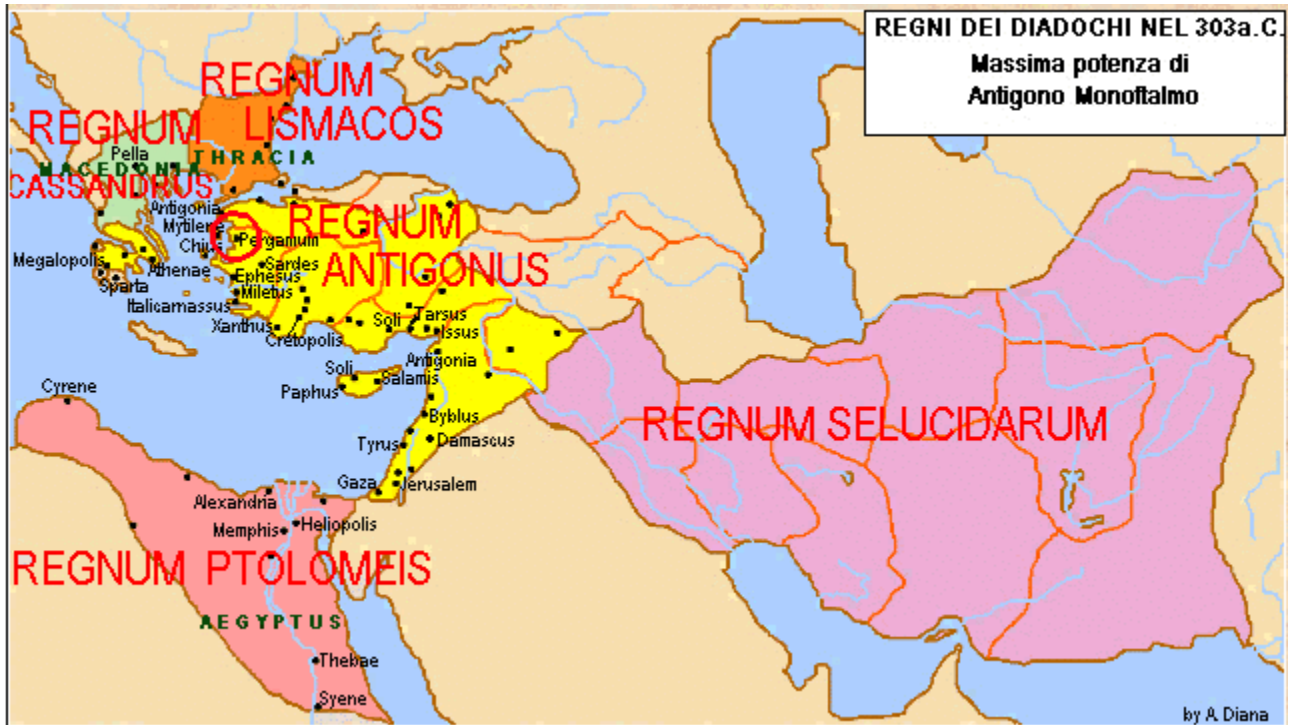 REGNI DEI DIADOCHI NEL 303a.C.
Massima potenza di
Antigono Monoftalmo
REGNUM
LISMACOS
REGNUM
CASSANDRUS
Pella
MACEDONIA
THRACIA
Antigonia
Mytilene
Chius
Pergamum
REGNUM
ANTIGONUS
Megalopolis
Athenae
Sparta
Sardes
Ephesus
Miletus
Italicarnassus
Xanthus
Cretopolis
Soli
Tarsus
Issus
Antigonia
Soli
Salamis
Paphus
Cyrene
Byblus
Tyrus
Damascus
Gaza
Jerusalem
REGNUM SELUCIDARUM
Alexandria
Memphis
Heliopolis
REGNUM PTOLOMEIS
AEGYPTUS
Thebae
Syene
by A. Diana